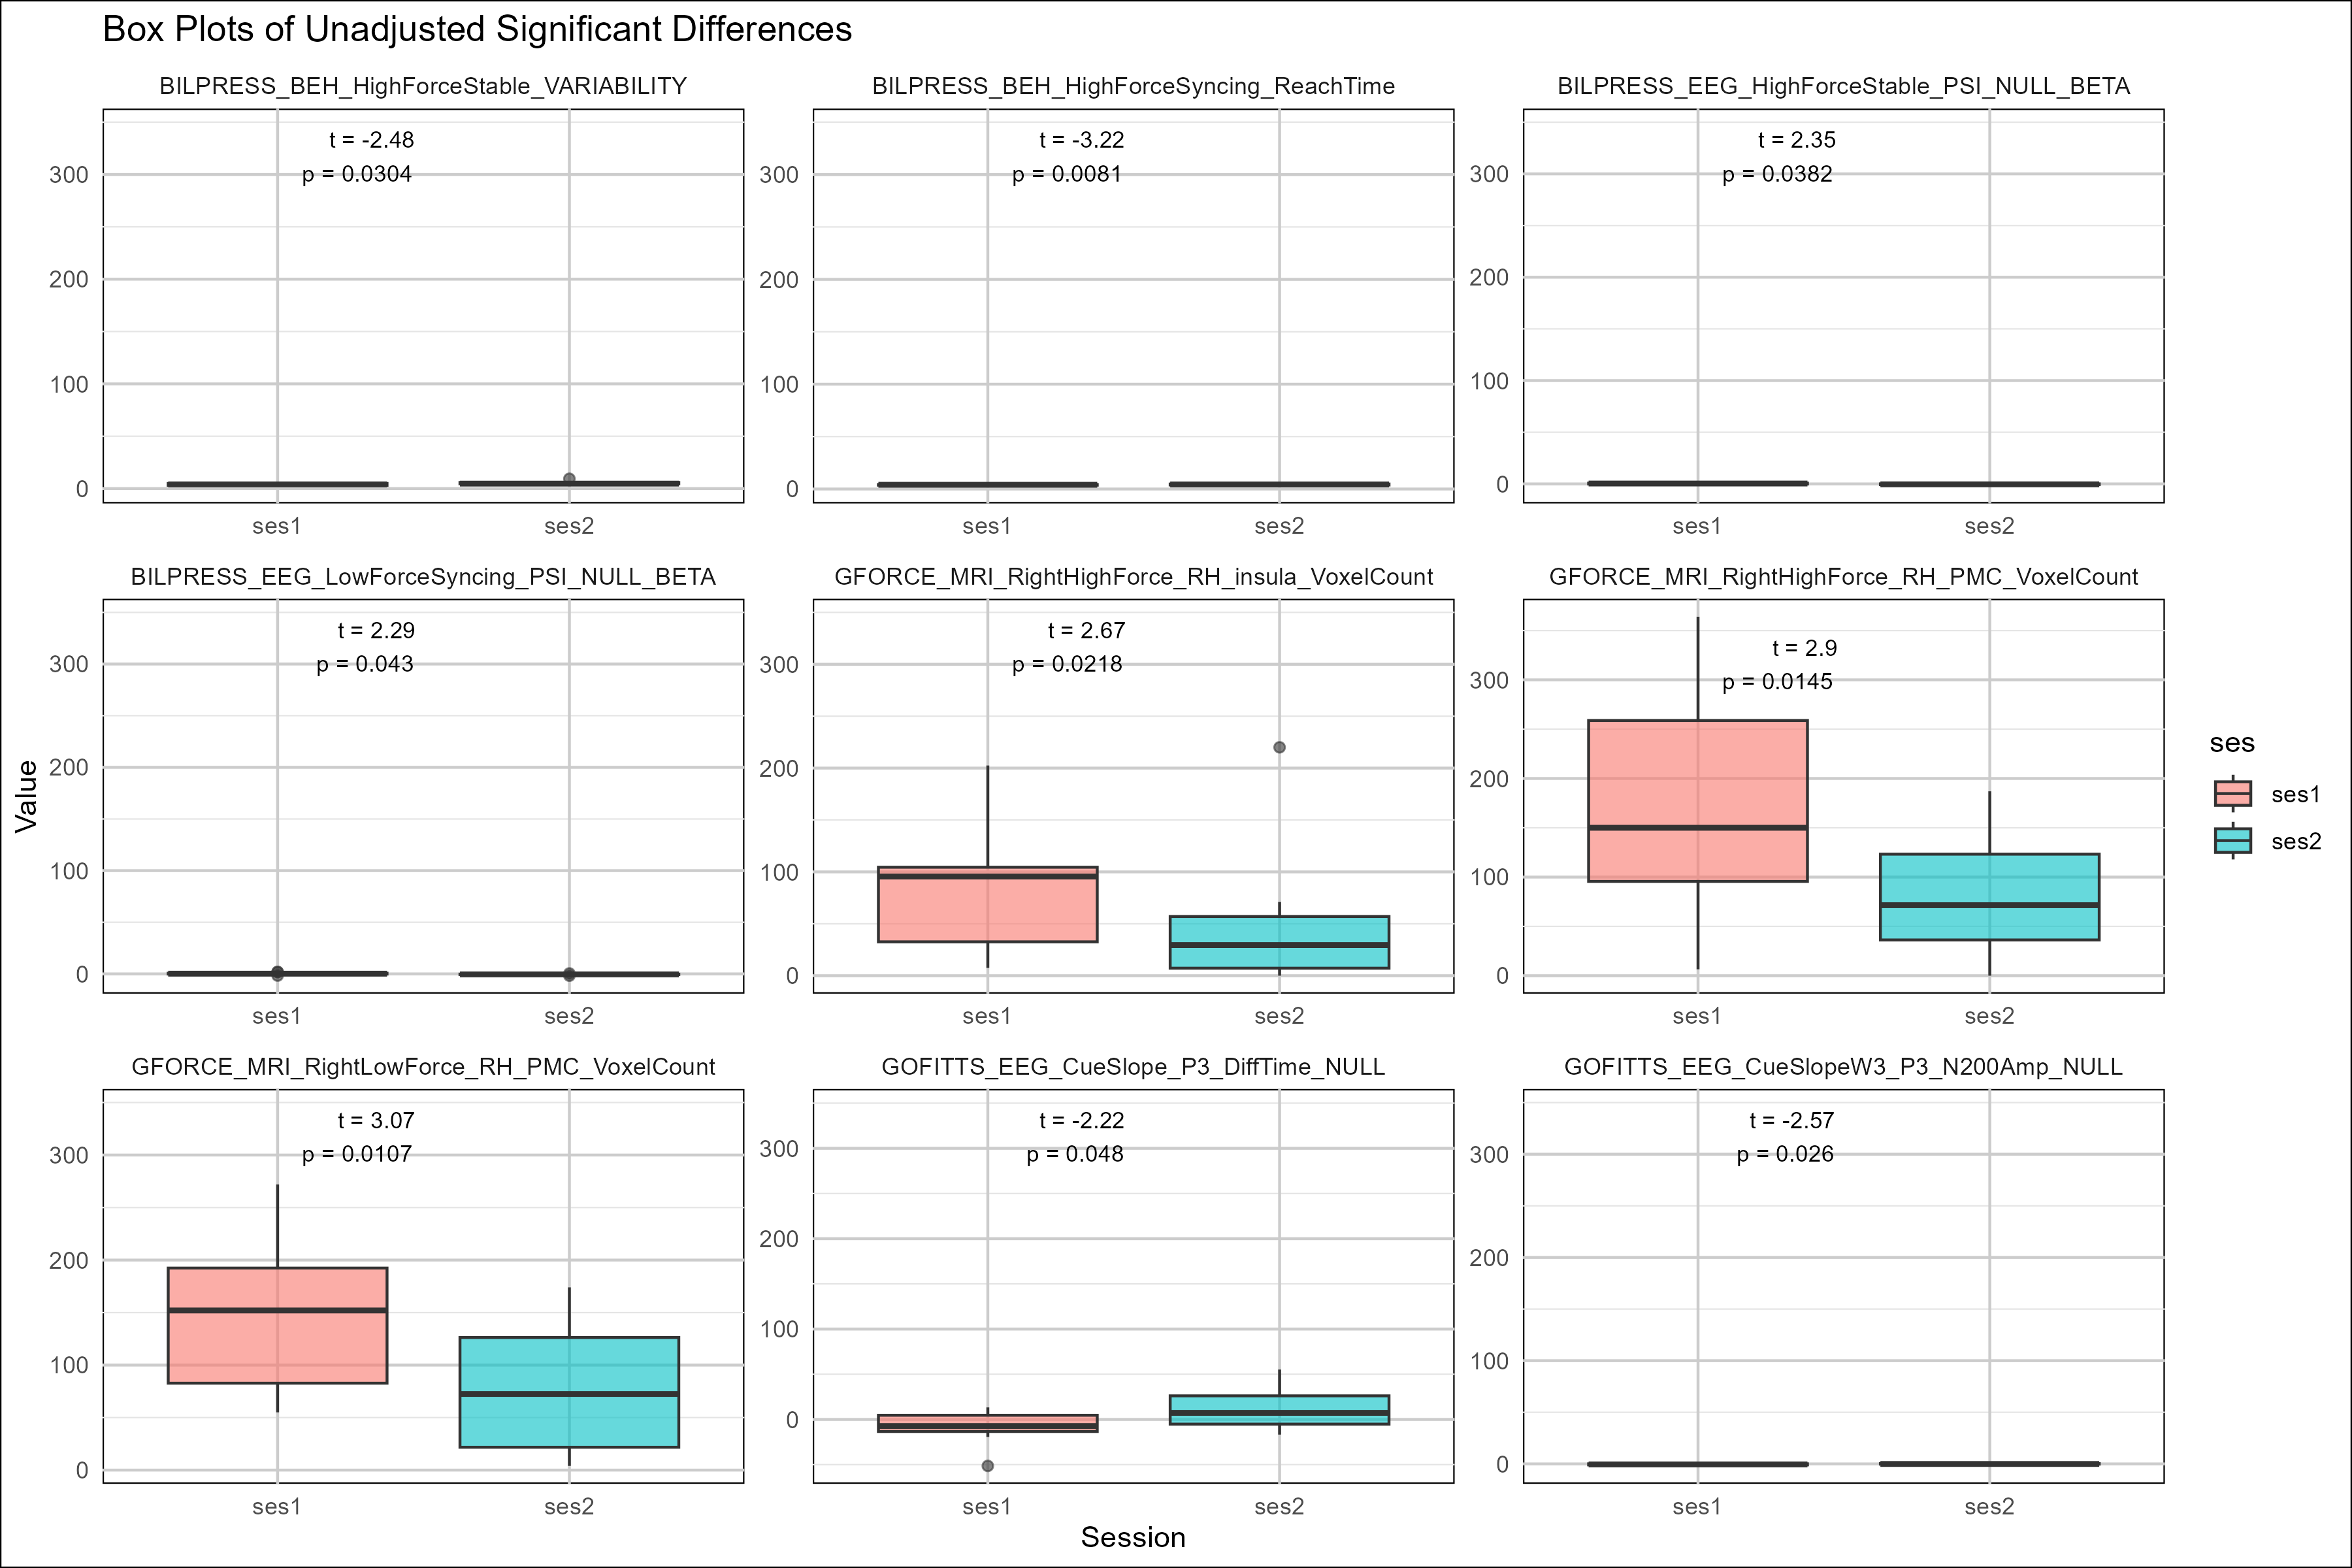 Box Plots of Unadjusted Significant Differences
BILPRESS_BEH_HighForceStable_VARIABILITY
t = -2.48
p = 0.0304
300
200
100
0
ses1 ses2
BILPRESS_BEH_HighForceSyncing_ReachTime
t = -3.22
p = 0.0081
300
200
100
0
ses1 ses2
BILPRESS_EEG_HighForceStable_PSI_NULL_BETA
t = 2.35
p = 0.0382
300
200
100
0
ses1 ses2
BILPRESS_EEG_LowForceSyncing_PSI_NULL_BETA
t = 2.29
p = 0.043
300
200
100
0
ses1 ses2
GFORCE_MRI_RightHighForce_RH_insula_VoxelCount
t = 2.67
p = 0.0218
300
200
100
0
ses1 ses2
GFORCE_MRI_RightHighForce_RH_PMC_VoxelCount
t = 2.9
p = 0.0145
300
200
100
0
ses1 ses2
GFORCE_MRI_RightLowForce_RH_PMC_VoxelCount
t = 3.07
p = 0.0107
300
200
100
0
ses1 ses2
GOFITTS_EEG_CueSlope_P3_DiffTime_NULL
t = -2.22
p = 0.048
300
200
100
0
ses1 ses2
GOFITTS_EEG_CueSlopeW3_P3_N200Amp_NULL
t = -2.57
p = 0.026
300
200
100
0
ses1 ses2
Value
Session
ses
ses1
ses2